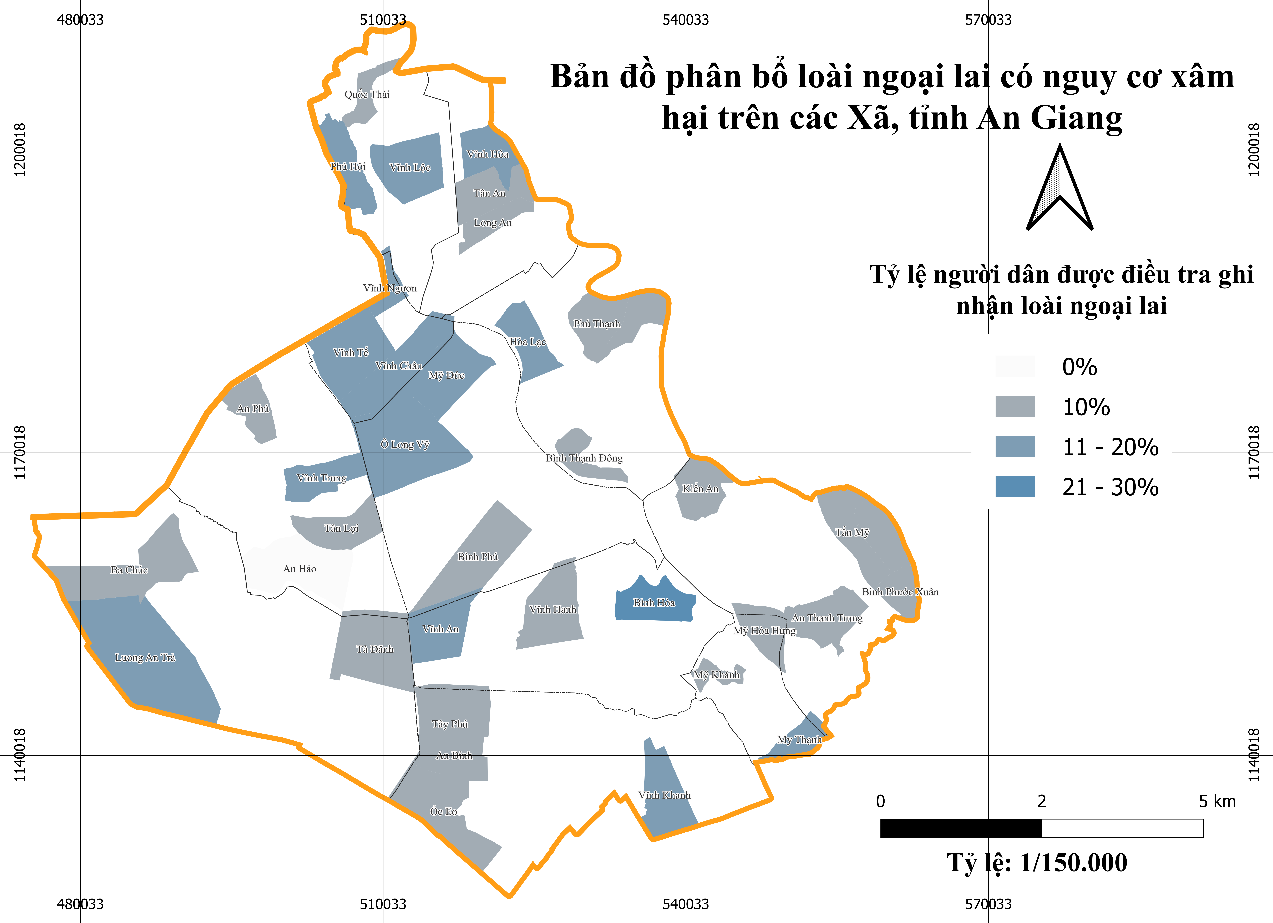 480033
510033
540033
570033
Bản đồ phân bổ loài ngoại lai có nguy cơ xâm
hại trên các Xã, tỉnh An Giang
1200018
1200018
Quốc Thái
Phú Hội
Vĩnh Lộc
Vĩnh Hòa
Tân An
Long An
Vĩnh Ngươn
Tỷ lệ người dân được điều tra ghi
nhận loài ngoại lai
0%
10%
11 - 20%
21 - 30%
Phú Thạnh
Hòa Lạc
Vĩnh Tế
Vĩnh Châu
Mỹ Đức
An Phú
Ô Long Vỹ
Bình Thạnh Đông
1170018
1170018
Vĩnh Trung
Kiến An
Tân Lợi
Tấn Mỹ
Bình Phú
An Hảo
Ba Chúc
Bình Phước Xuân
Bình Hòa
Vĩnh Hanh
An Thạnh Trung
Vĩnh An
Mỹ Hòa Hưng
Tà Đảnh
Lương An Trà
Mỹ Khánh
Tây Phú
Mỹ Thạnh
An Bình
1140018
1140018
Vĩnh Khánh
Óc Eo
0
2
5 km
Tỷ lệ: 1/150.000
480033
510033
540033
570033